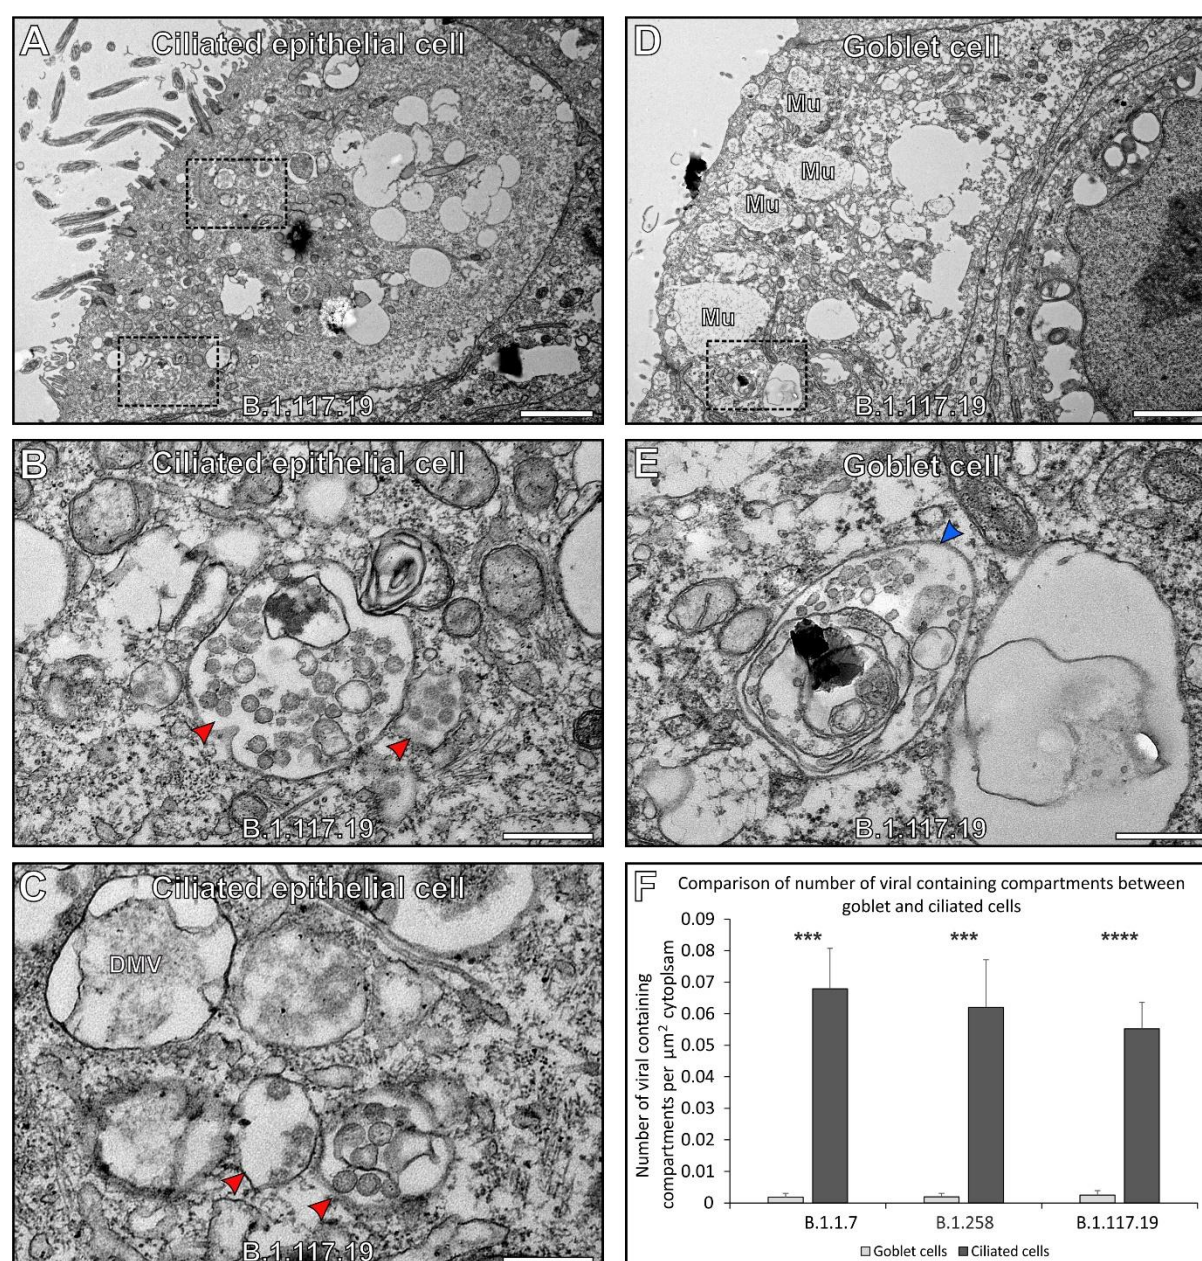 A
Ciliated epithelial cell
B.1.117.19
D
Goblet cell
Mu
Mu
Mu
Mu
B.1.117.19
B
Ciliated epithelial cell
B.1.117.19
E
Goblet cell
B.1.117.19
C
Ciliated epithelial cell
DMV
B.1.117.19
F
Comparison of number of viral containing compartments between
goblet and ciliated cells
Number of viral containing
compartments per μm² cytoplsam
0.09
0.08
0.07
0.06
0.05
0.04
0.03
0.02
0.01
0
*** *** ****
B.1.1.7 B.1.258 B.1.117.19
Goblet cells Ciliated cells